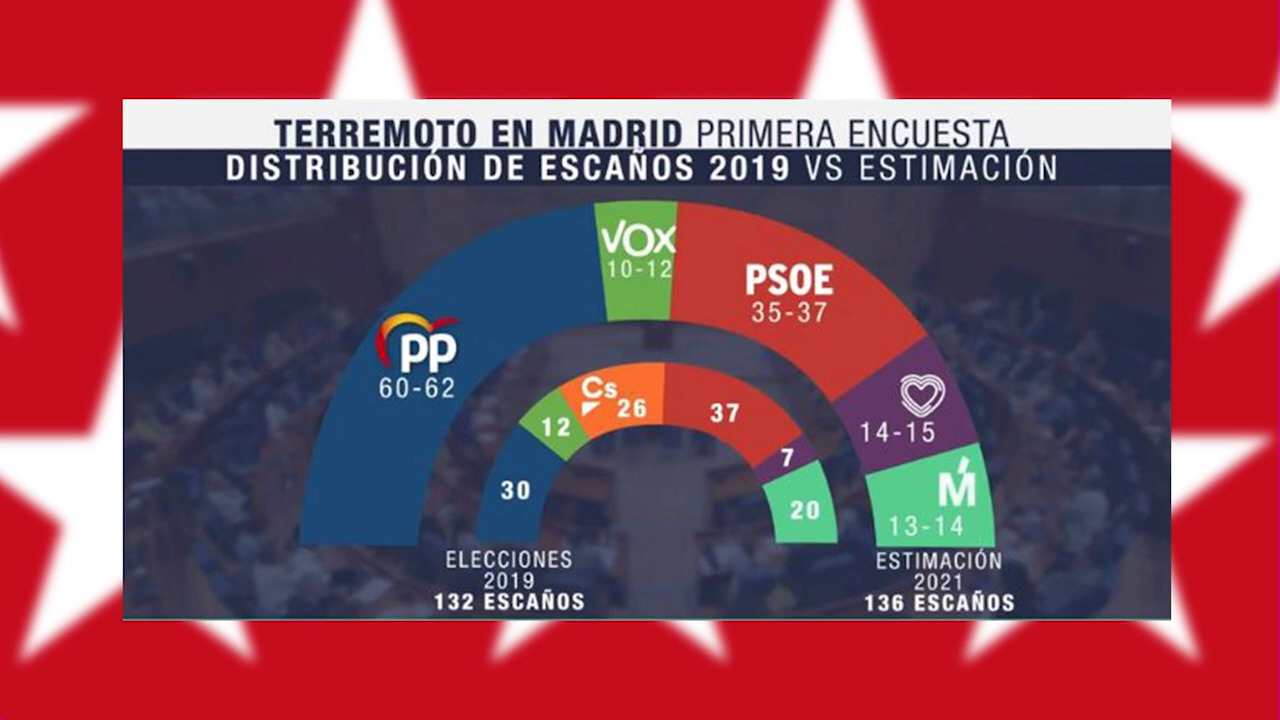 TERREMOTO EN MADRID PRIMERA ENCUESTA
DISTRIBUCIÓN DE ESCAÑOS 2019 VS ESTIMACIÓN
VOX
10-12
PSOE
35-37
PP
60-62
14-15
Ḿ
13-14
Cs
26
12
37
7
30
20
ELECCIONES
2019
132 ESCAÑOS
ESTIMACIÓN
2021
136 ESCAÑOS